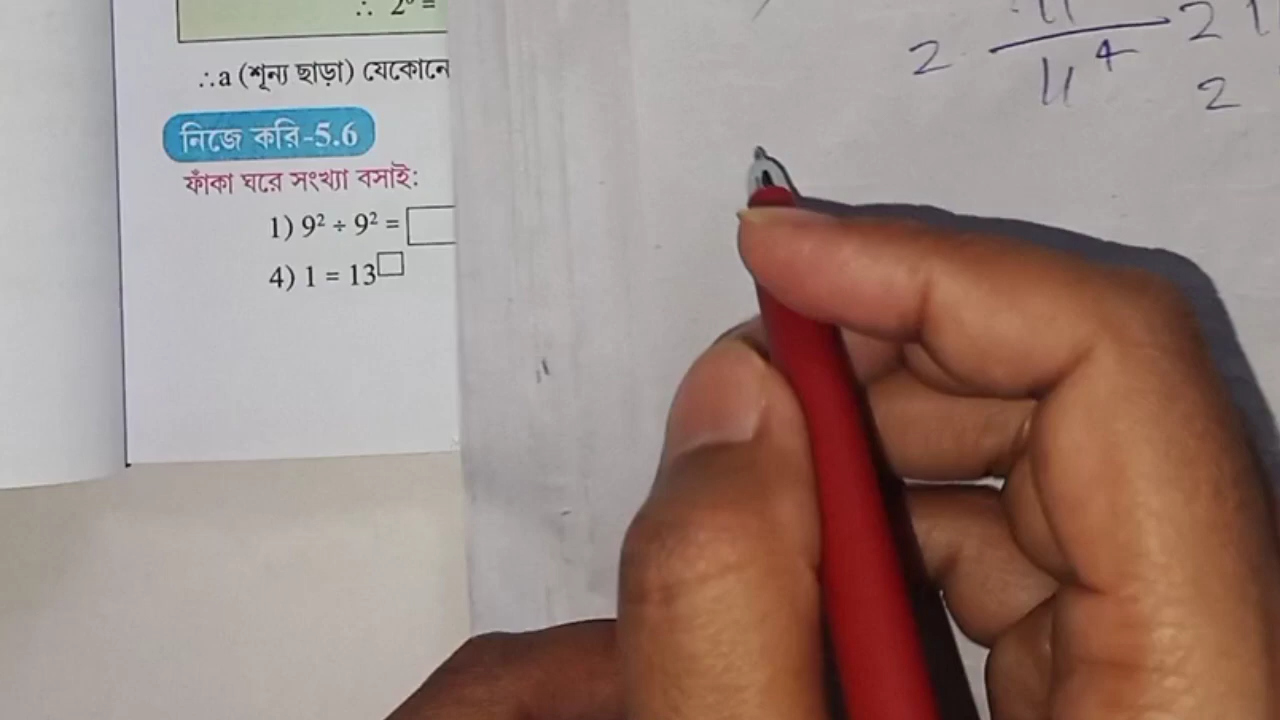 ∴ 2⁰ =
∴a (শূন্য ছাড়া) যেকোনে
নিজে করি-5.6
ফাঁকা ঘরে সংখ্যা বসাই:
1) 9² ÷ 9² =
4) 1 = 13
2
11⁴
2
2